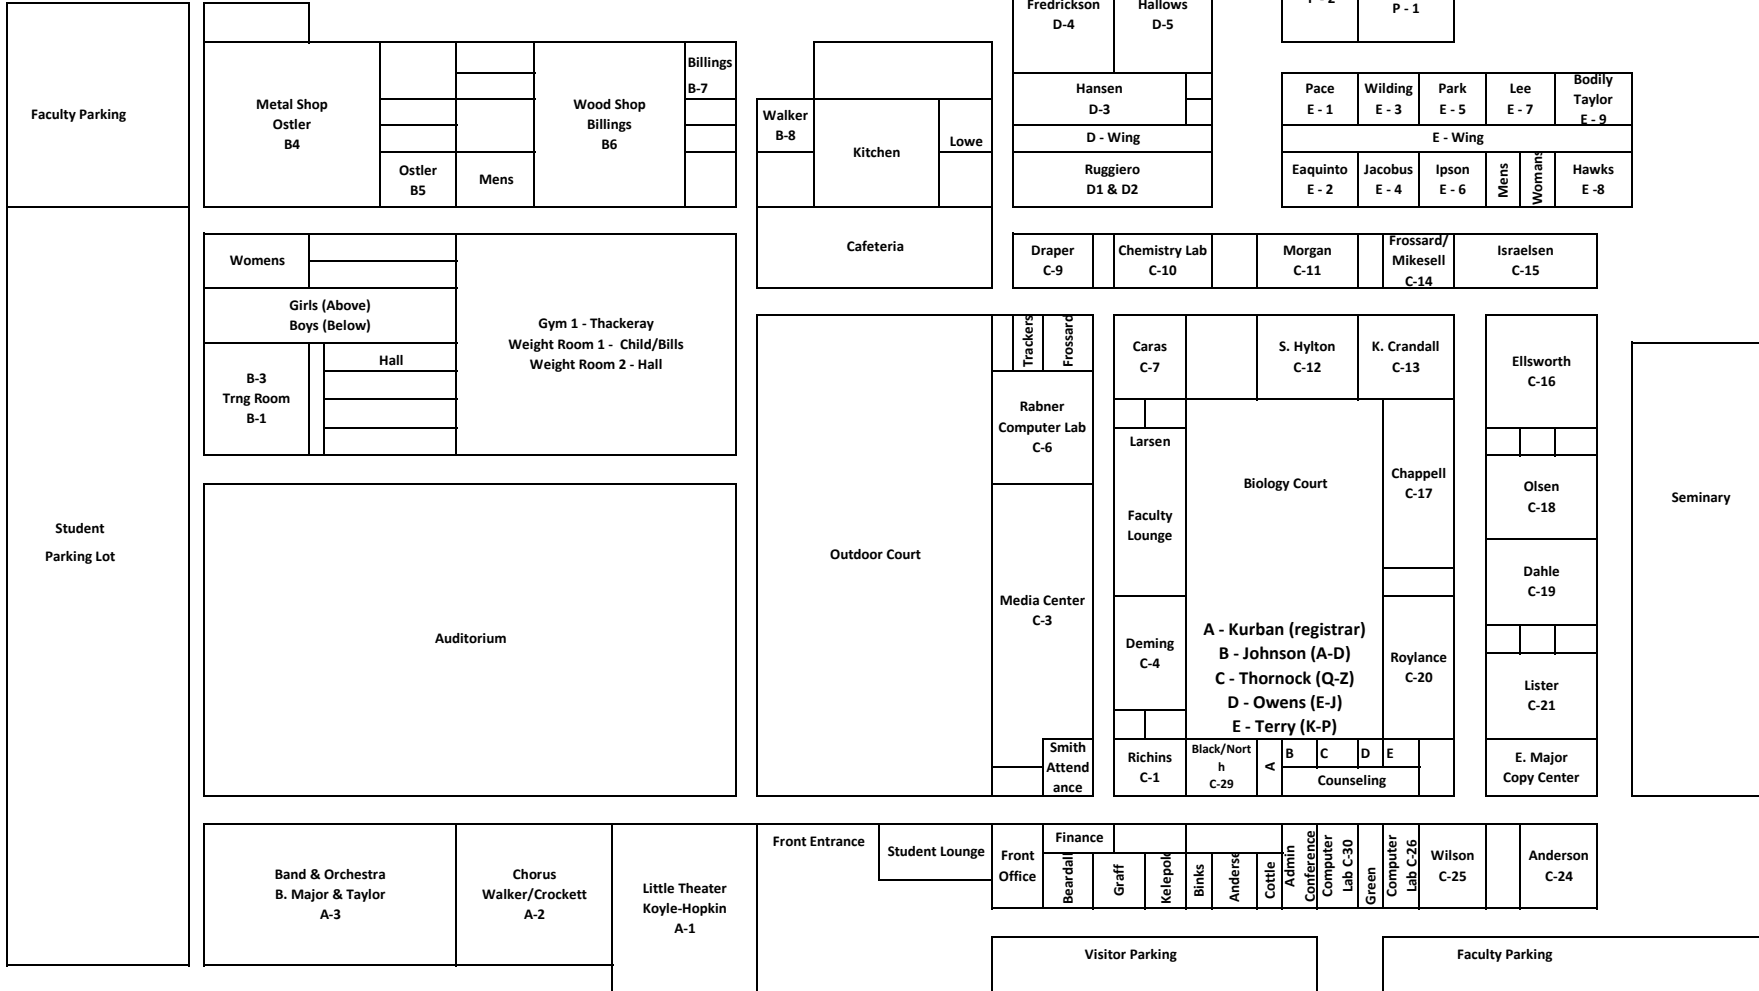 Fredrickson
D-4
Hallows
D-5
P - 1
Faculty Parking
Metal Shop
Ostler
B4
Ostler
B5
Mens
Wood Shop
Billings
B6
Billings
B-7
Walker
B-8
Kitchen
Lowe
Hansen
D-3
D - Wing
Ruggiero
D1 & D2
Pace
E - 1
Wilding
E - 3
Park
E - 5
Lee
E - 7
Bodily
Taylor
E - 9
E - Wing
Eaquinto
E - 2
Jacobus
E - 4
Ipson
E - 6
Mens
Womans
Hawks
E -8
Womens
Girls (Above)
Boys (Below)
Hall
B-3
Trng Room
B-1
Gym 1 - Thackeray
Weight Room 1 -  Child/Bills
Weight Room 2 - Hall
Cafeteria
Draper
C-9
Chemistry Lab
C-10
Morgan
C-11
Frossard/
Mikesell
C-14
Israelsen
C-15
Trackers
Frossard
Rabner
Computer Lab
C-6
Caras
C-7
S. Hylton
C-12
K. Crandall
C-13
Ellsworth
C-16
Larsen
Faculty
Lounge
Biology Court
Chappell
C-17
Olsen
C-18
Seminary
Student
Parking Lot
Auditorium
Outdoor Court
Media Center
C-3
Dahle
C-19
Deming
C-4
A - Kurban (registrar)
B - Johnson (A-D)
C - Thornock (Q-Z)
D - Owens (E-J)
E - Terry (K-P)
Roylance
C-20
Lister
C-21
Smith
Attend
ance
Richins
C-1
Black/Nort
h
C-29
A
B
C
D
E
Counseling
E. Major
Copy Center
Band & Orchestra
B. Major & Taylor
A-3
Chorus
Walker/Crockett
A-2
Little Theater
Koyle-Hopkin
A-1
Front Entrance
Student Lounge
Front
Office
Finance
Beardall
Graff
Kelepolo
Binks
Anderse
Cottle
Admin
Conference
Computer
Lab C-30
Green
Computer
Lab C-26
Wilson
C-25
Anderson
C-24
Visitor Parking
Faculty Parking